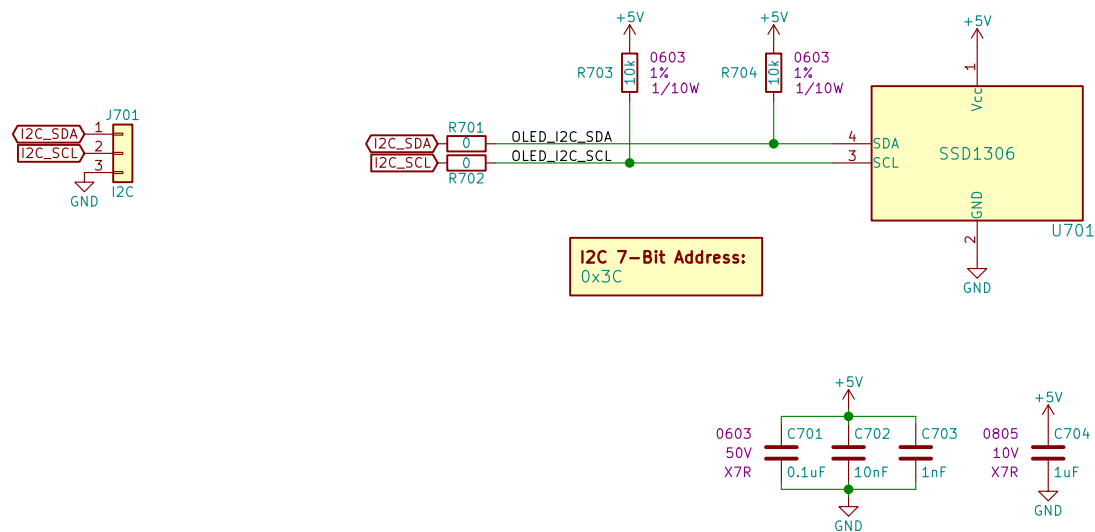 +5V
+5V
+5V
R703
10k
0603
1%
1/10W
R704
10k
0603
1%
1/10W
1
Vcc
J701
I2C_SDA
1
I2C_SCL
2
3
GND
I2C
R701
I2C_SDA
0
OLED_I2C_SDA
4
SDA
I2C_SCL
0
OLED_I2C_SCL
3
SCL
R702
SSD1306
GND
U701
2
GND
I2C 7-Bit Address:
0x3C
+5V
+5V
0603
50V
X7R
C701
0.1uF
C702
10nF
C703
1nF
GND
0805
10V
X7R
C704
1uF
GND